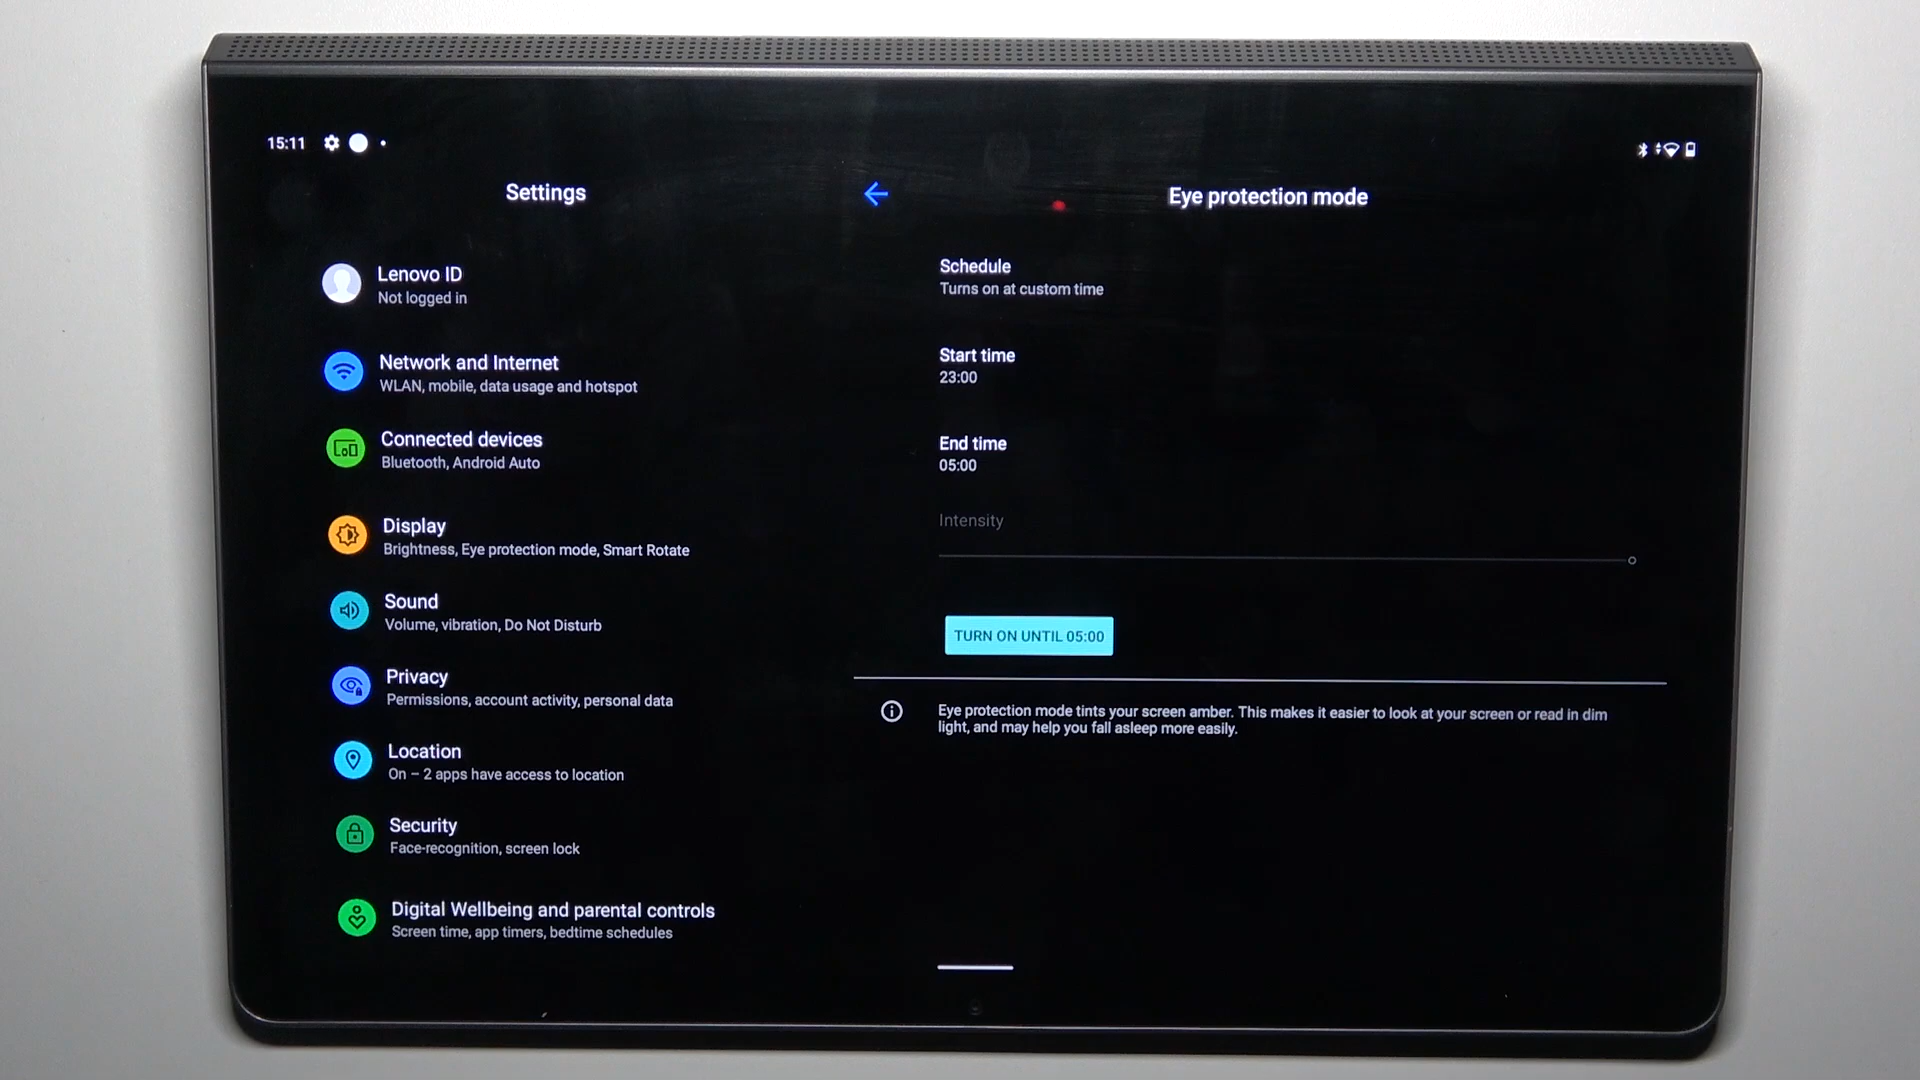 15:11
Settings
Lenovo ID
Not logged in
Network and Internet
WLAN, mobile, data usage and hotspot
Connected devices
Bluetooth, Android Auto
Display
Brightness, Eye protection mode, Smart Rotate
Sound
Volume, vibration, Do Not Disturb
Privacy
Permissions, account activity, personal data
Location
On – 2 apps have access to location
Security
Face-recognition, screen lock
Digital Wellbeing and parental controls
Screen time, app timers, bedtime schedules
Eye protection mode
Schedule
Turns on at custom time
Start time
23:00
End time
05:00
Intensity
TURN ON UNTIL 05:00
Eye protection mode tints your screen amber. This makes it easier to look at your screen or read in dim
light, and may help you fall asleep more easily.